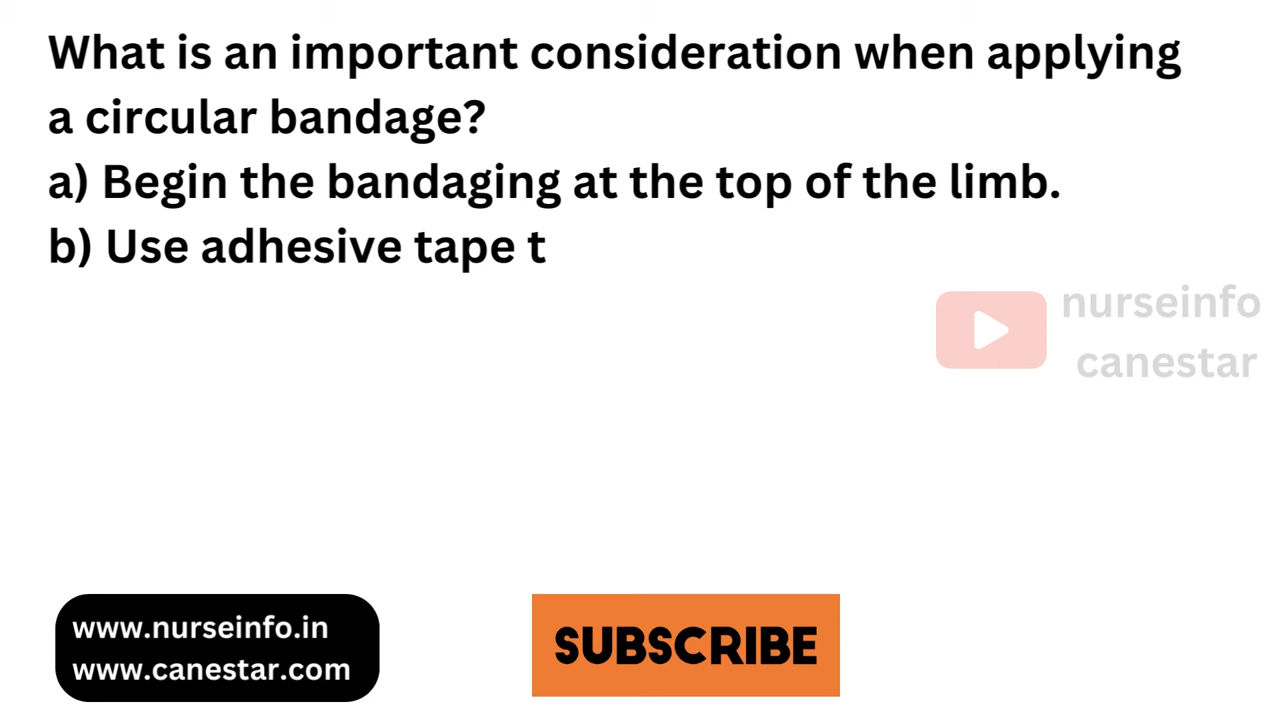 What is an important consideration when applying
a circular bandage?
a) Begin the bandaging at the top of the limb.
b) Use adhesive tape t
nurseinfo
canestar
www.nurseinfo.in
www.canestar.com
SUBSCRIBE